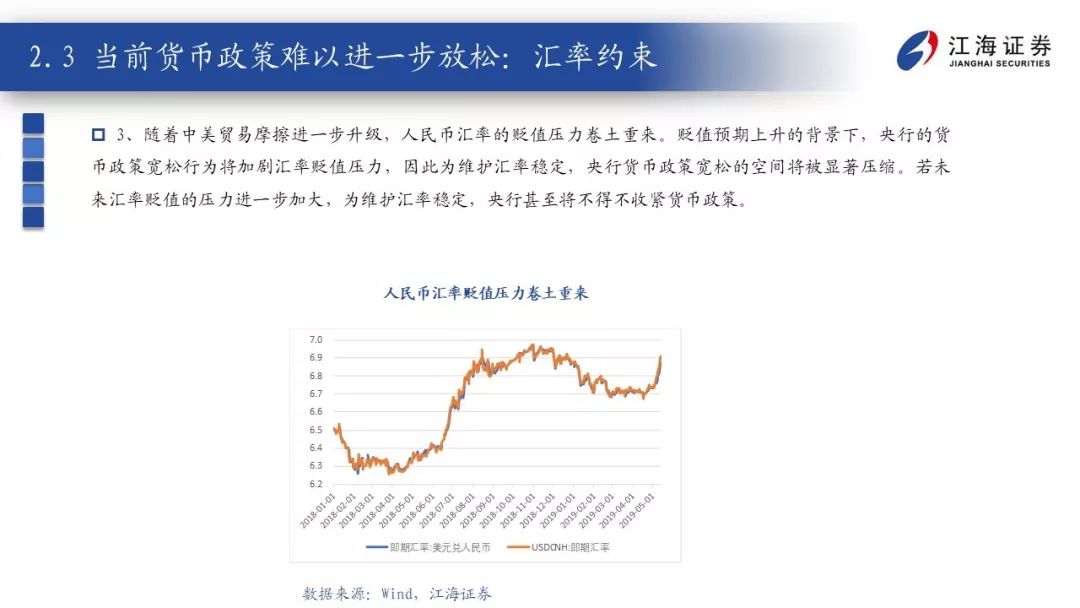 2.3 当前货币政策难以进一步放松：汇率约束
江海证券
JIANGHAI SECURITIES
3、随着中美贸易摩擦进一步升级，人民币汇率的贬值压力卷土重来。贬值预期上升的背景下，央行的货
币政策宽松行为将加剧汇率贬值压力，因此为维护汇率稳定，央行货币政策宽松的空间将被显著压缩。若未
来汇率贬值的压力进一步加大，为维护汇率稳定，央行甚至将不得不收紧货币政策。
人民币汇率贬值压力卷土重来
7.0
6.9
6.8
6.7
6.6
6.5
6.4
6.3
6.2
2018-01-01
2018-02-01
2018-03-01
2018-04-01
2018-05-01
2018-06-01
2018-07-01
2018-08-01
2018-09-01
2018-10-01
2018-11-01
2018-12-01
2019-01-01
2019-02-01
2019-03-01
2019-04-01
2019-05-01
即期汇率:美元兑人民币 USDCNH:即期汇率
数据来源：Wind，江海证券